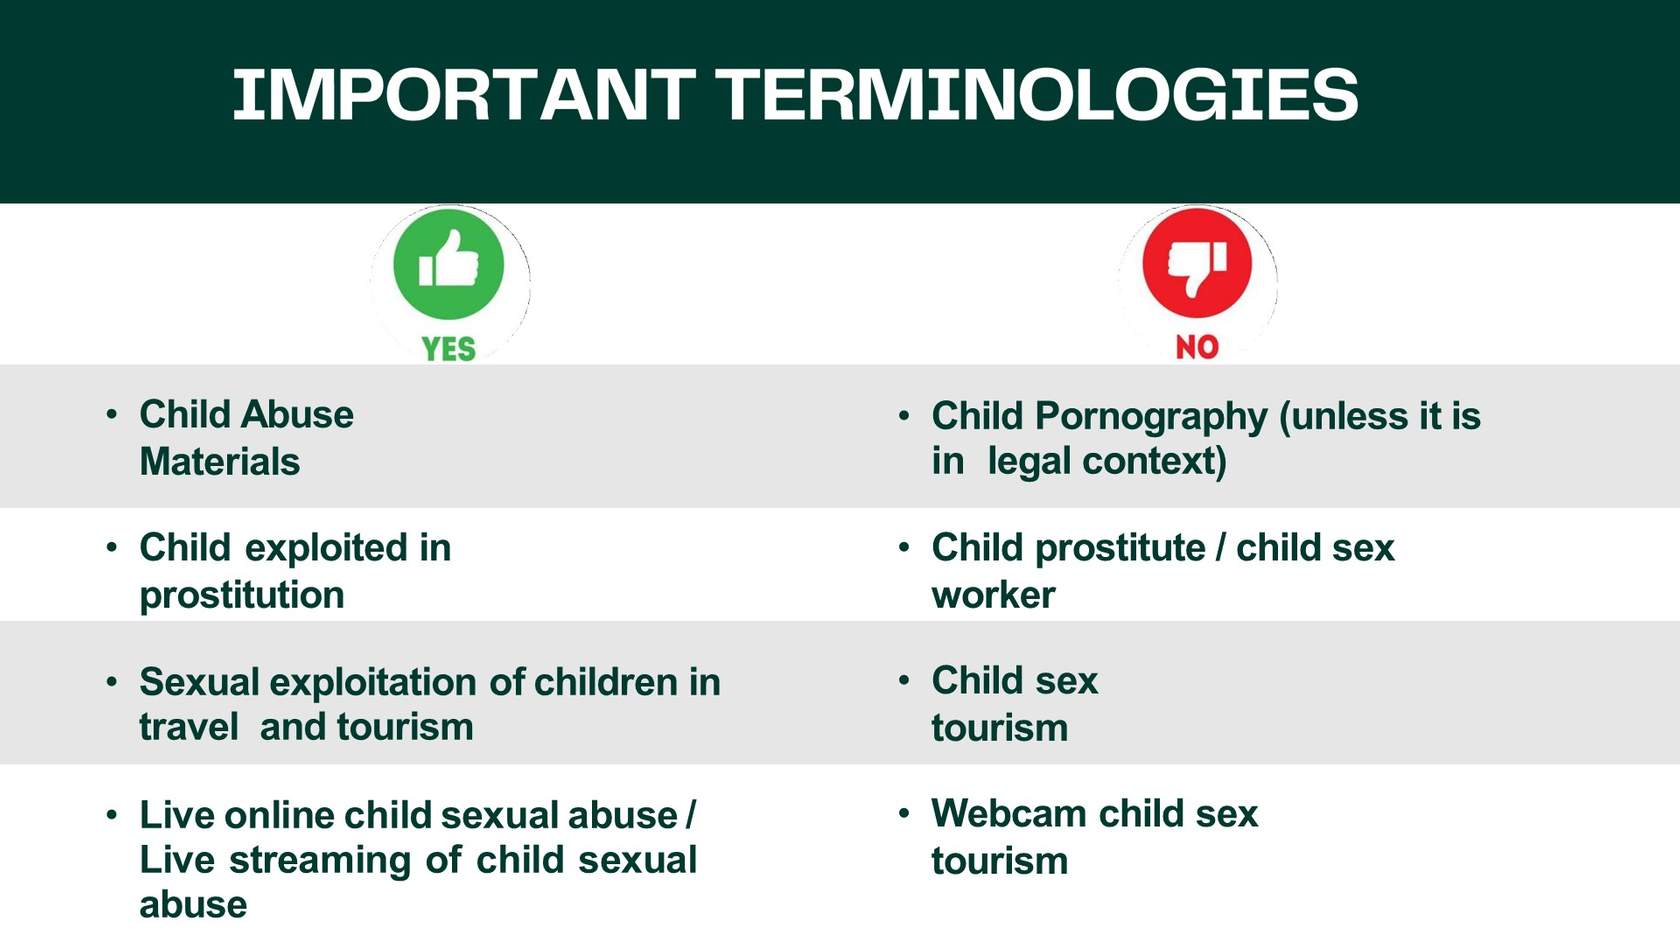 IMPORTANT TERMINOLOGIES
YES
NO
• Child Abuse
Materials
• Child Pornography (unless it is
in legal context)
• Child exploited in
prostitution
• Child prostitute / child sex
worker
• Sexual exploitation of children in
travel and tourism
• Child sex
tourism
• Live online child sexual abuse /
Live streaming of child sexual
abuse
• Webcam child sex
tourism